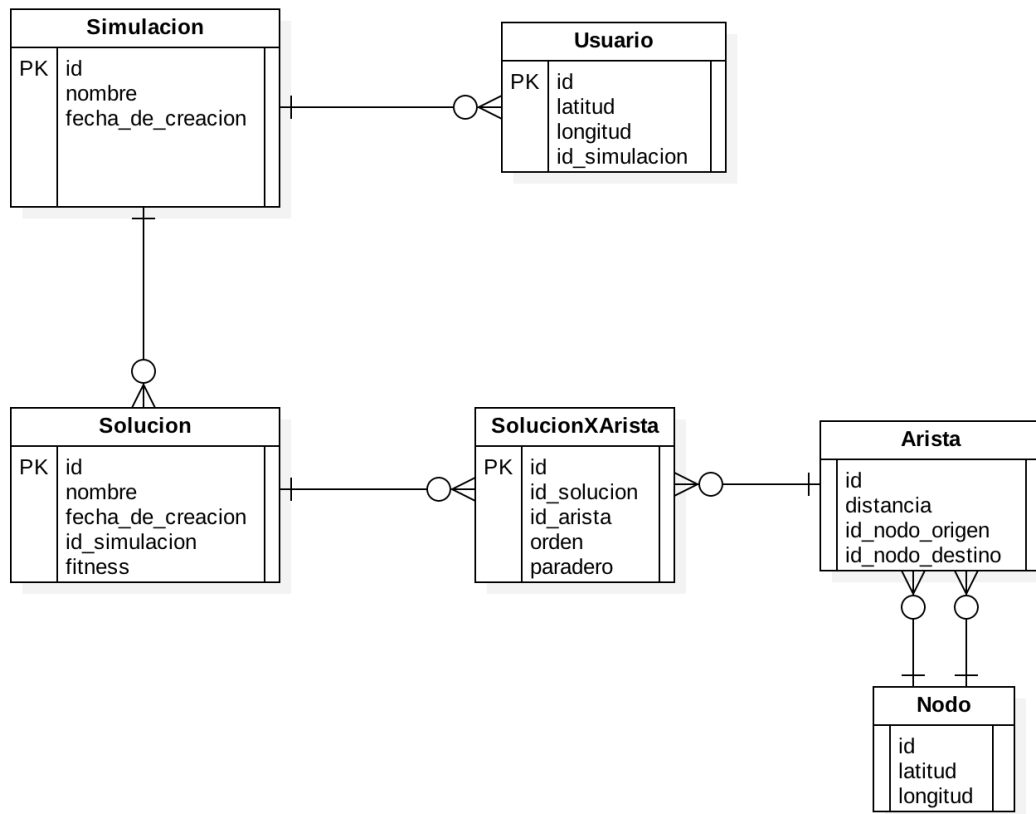 Simulacion
PK id
nombre
fecha_de_creacion
Usuario
PK id
latitud
longitud
id_simulacion
Solucion
PK id
nombre
fecha_de_creacion
id_simulacion
fitness
SolucionXArista
PK id
id_solucion
id_arista
orden
paradero
Arista
id
distancia
id_nodo_origen
id_nodo_destino
Nodo
id
latitud
longitud